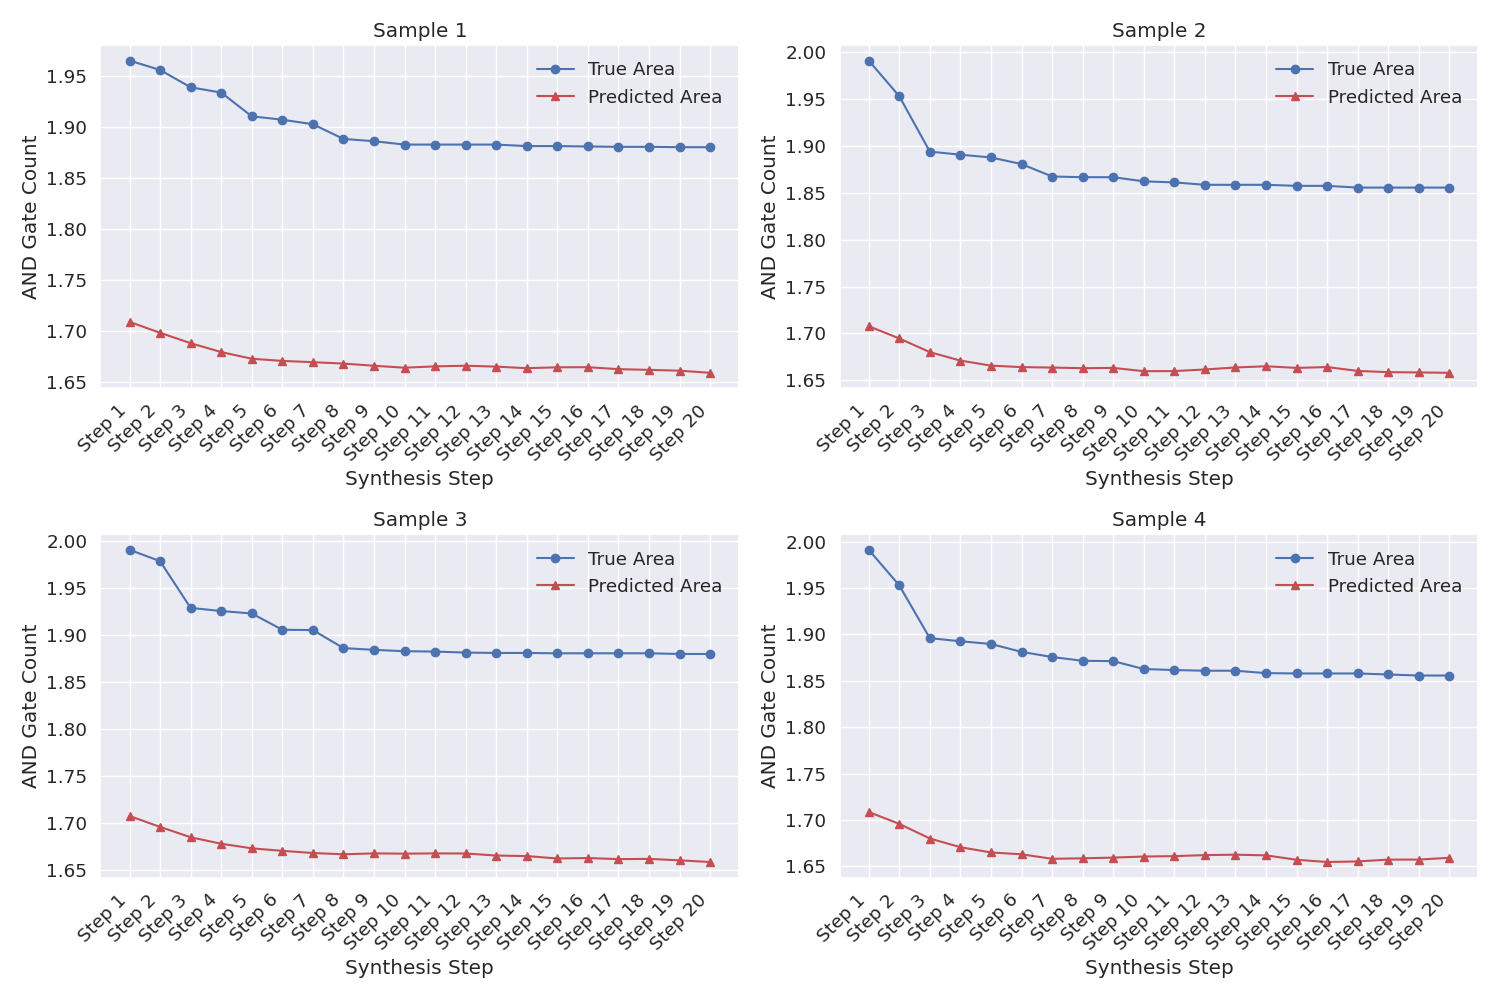 Sample 1
True Area
Predicted Area
AND Gate Count
1.95
1.90
1.85
1.80
1.75
1.70
1.65
Step 1
Step 2
Step 3
Step 4
Step 5
Step 6
Step 7
Step 8
Step 9
Step 10
Step 11
Step 12
Step 13
Step 14
Step 15
Step 16
Step 17
Step 18
Step 19
Step 20
Synthesis Step
Sample 2
True Area
Predicted Area
AND Gate Count
2.00
1.95
1.90
1.85
1.80
1.75
1.70
1.65
Step 1
Step 2
Step 3
Step 4
Step 5
Step 6
Step 7
Step 8
Step 9
Step 10
Step 11
Step 12
Step 13
Step 14
Step 15
Step 16
Step 17
Step 18
Step 19
Step 20
Synthesis Step
Sample 3
True Area
Predicted Area
AND Gate Count
2.00
1.95
1.90
1.85
1.80
1.75
1.70
1.65
Step 1
Step 2
Step 3
Step 4
Step 5
Step 6
Step 7
Step 8
Step 9
Step 10
Step 11
Step 12
Step 13
Step 14
Step 15
Step 16
Step 17
Step 18
Step 19
Step 20
Synthesis Step
Sample 4
True Area
Predicted Area
AND Gate Count
2.00
1.95
1.90
1.85
1.80
1.75
1.70
1.65
Step 1
Step 2
Step 3
Step 4
Step 5
Step 6
Step 7
Step 8
Step 9
Step 10
Step 11
Step 12
Step 13
Step 14
Step 15
Step 16
Step 17
Step 18
Step 19
Step 20
Synthesis Step